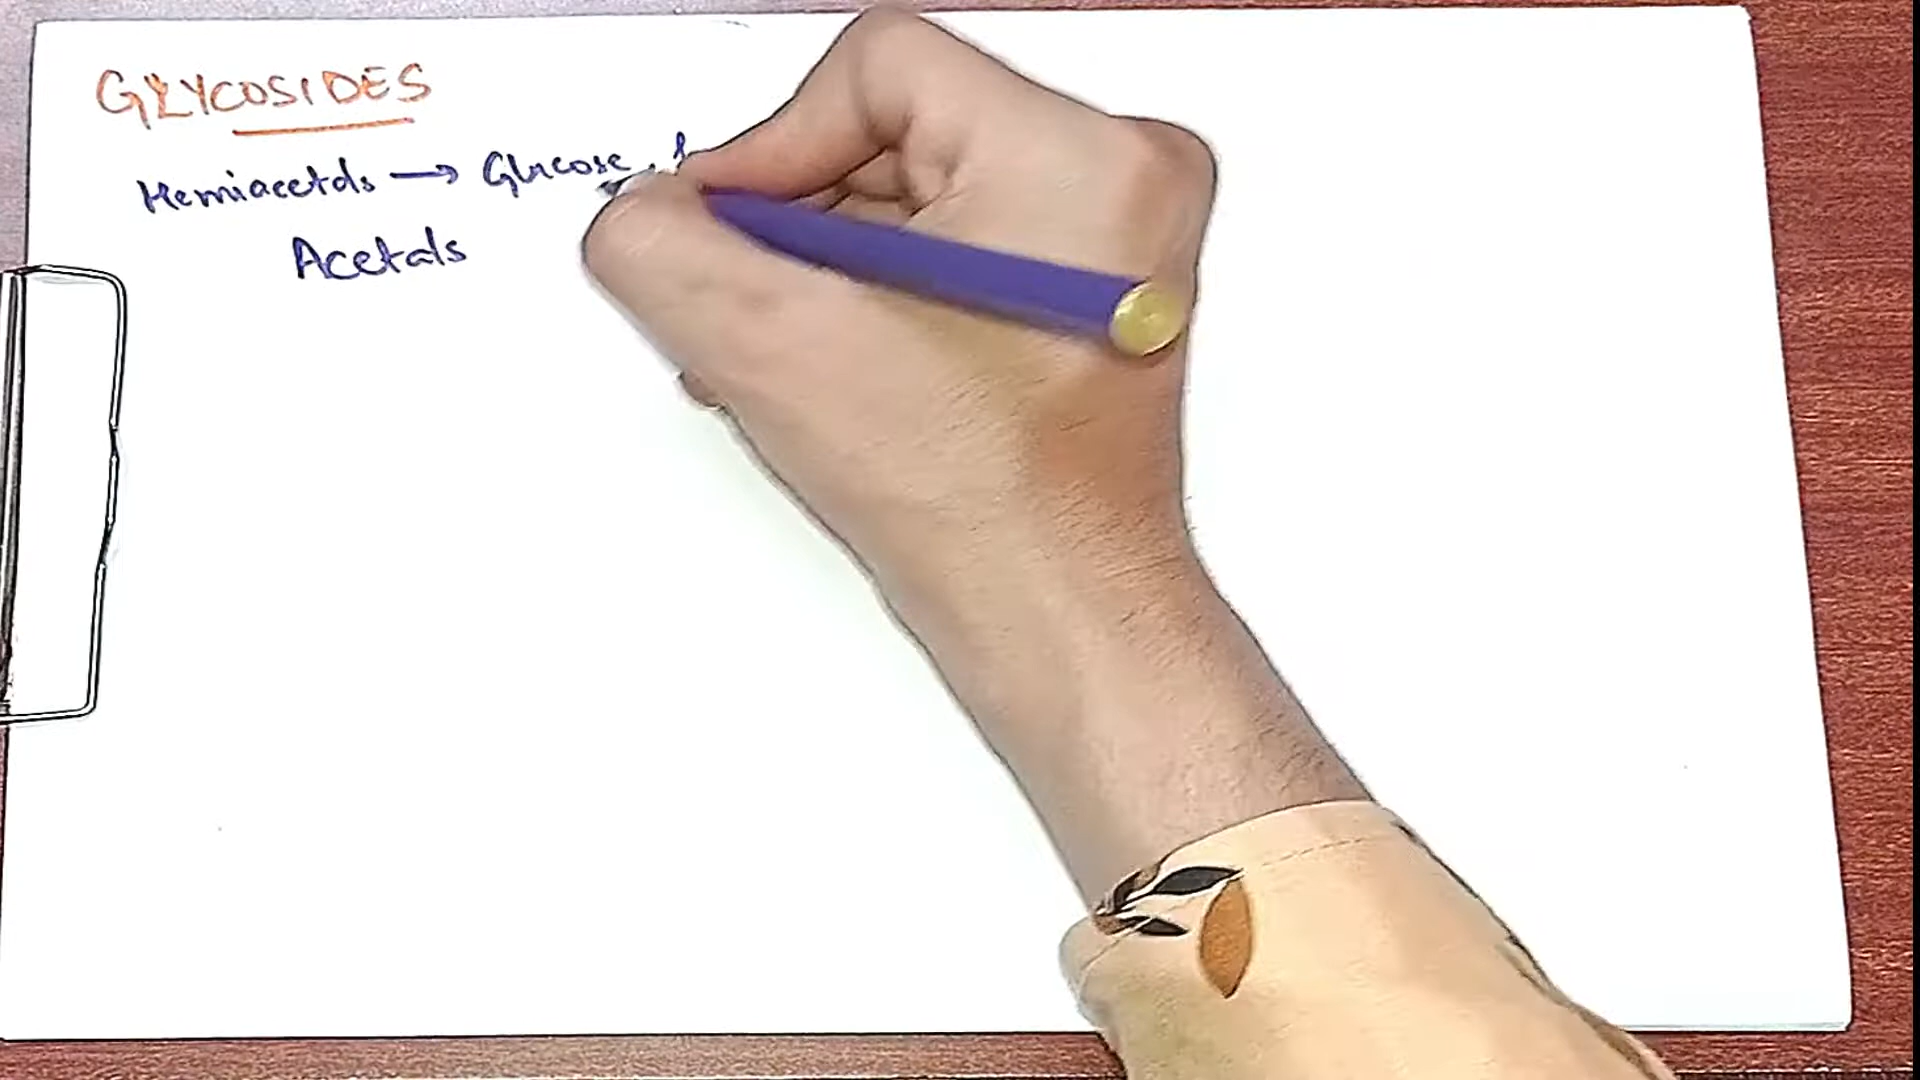 GLYCOSIDES
Hemiacetals → Glucose,
Acetals